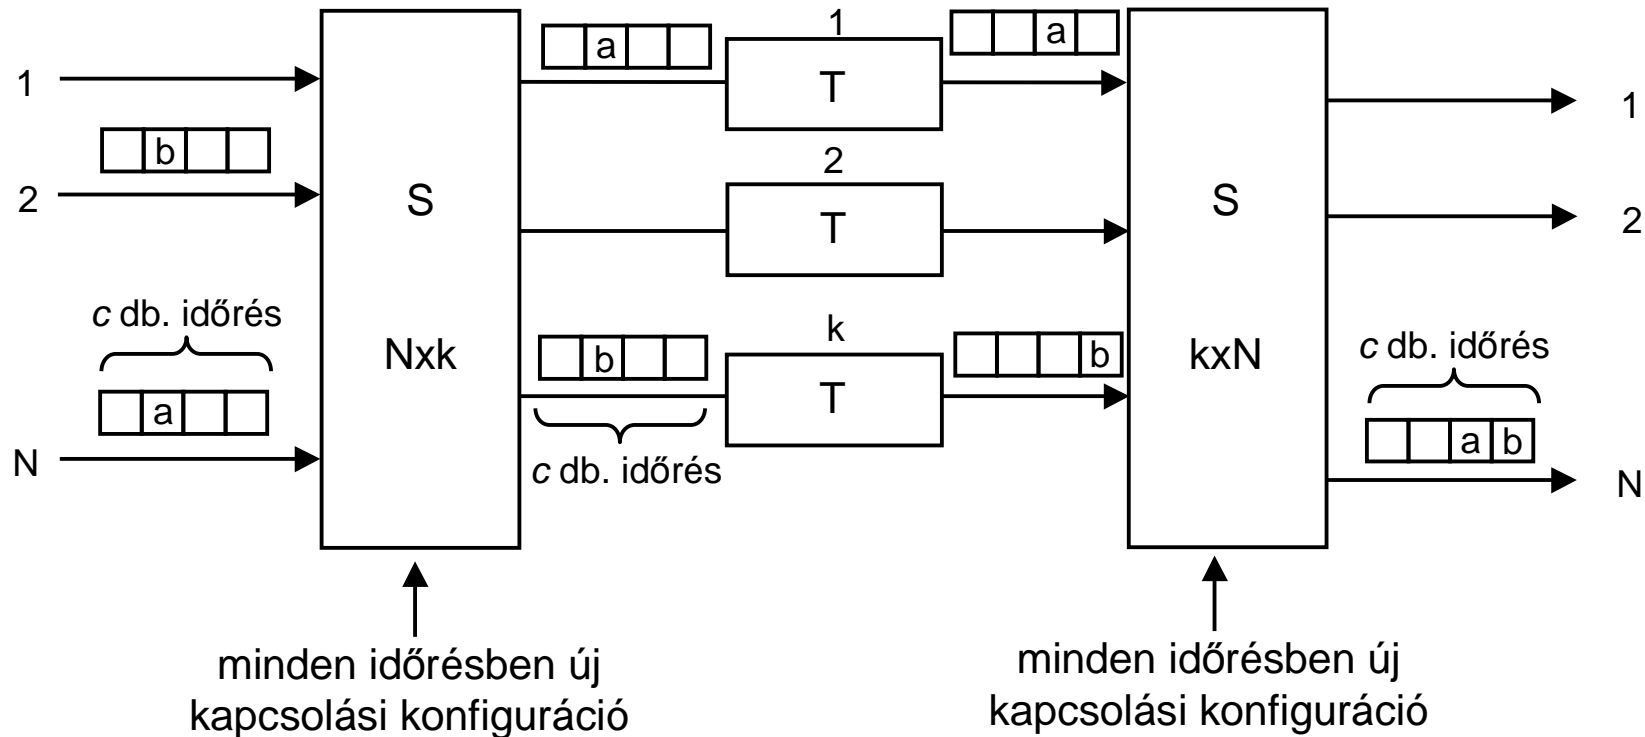 1
a
a
1
T
1
b
2
2
S
T
S
2
c db. időrés
a
N
Nxk
b
c db. időrés
k
T
b
kxN
c db. időrés
a b
N
minden időrésben új
kapcsolási konfiguráció
minden időrésben új
kapcsolási konfiguráció